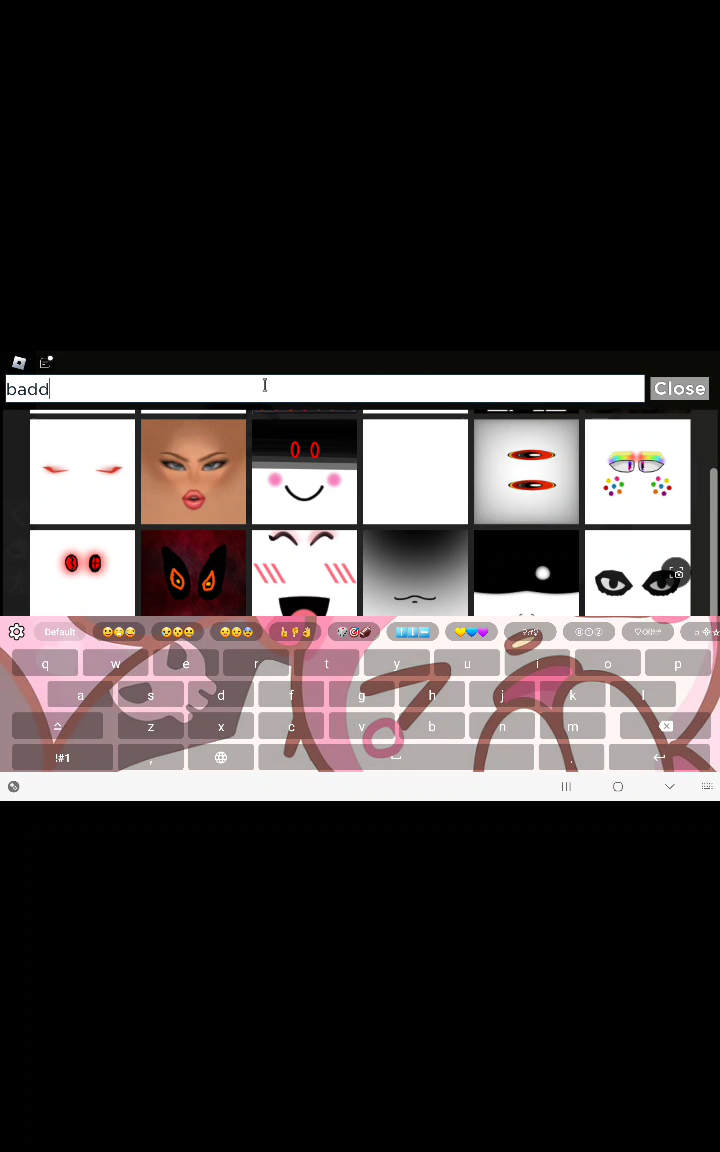 badd
Close
Default
q w e r t y u i o p
a s d f g h j k l
z x c v b n m
!#1 , .